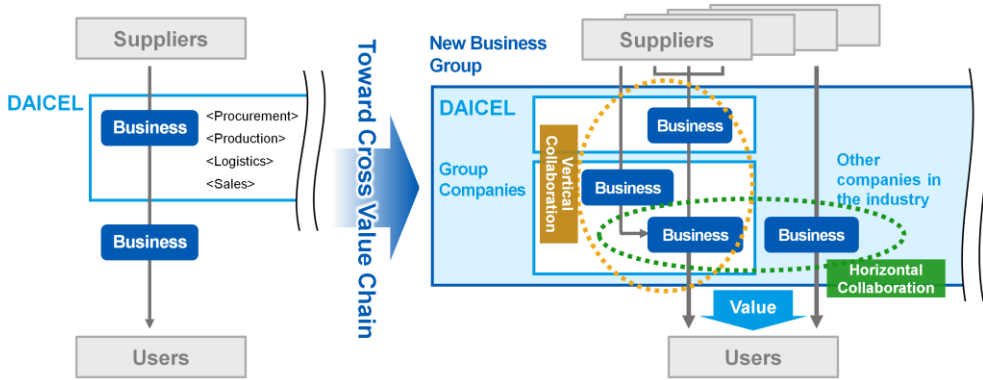 Suppliers
DAICEL
Business
<Procurement>
<Production>
<Logistics>
<Sales>
Business
Users
Toward Cross Value Chain
New Business
Group
Suppliers
DAICEL
Business
Vertical
Collaboration
Group
Companies
Business
Business
Other
companies in
the industry
Business
Horizontal
Collaboration
Value
Users